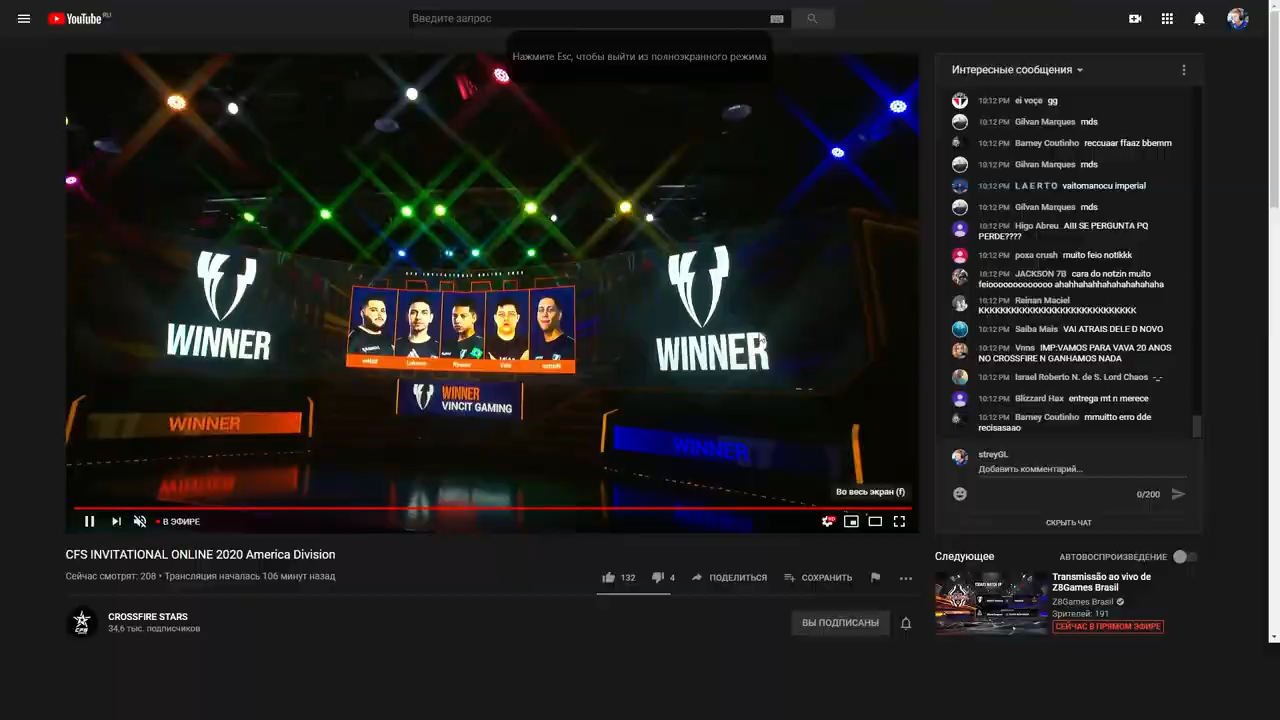 YouTube RU
Введите запрос
Нажмите Esc, чтобы выйти из полноэкранного режима
CFS INVITATIONAL ONLINE 2020
WINNER
WINNER
WINNER
VINCIT GAMING
WINNER
WINNER
Во весь экран (f)
В ЭФИРЕ
HD
CFS INVITATIONAL ONLINE 2020 America Division
Сейчас смотрят: 208 • Трансляция началась 106 минут назад
132
4
ПОДЕЛИТЬСЯ
СОХРАНИТЬ
CROSSFIRE STARS
34,6 тыс. подписчиков
ВЫ ПОДПИСАНЫ
Интересные сообщения
10:12 PM ei voçe gg
10:12 PM Gilvan Marques mds
10:12 PM Barney Coutinho reccuaar ffaaz bbemm
10:12 PM Gilvan Marques mds
10:12 PM L A E R T O vaitomanocu imperial
10:12 PM Gilvan Marques mds
10:12 PM Higo Abreu AIII SE PERGUNTA PQ
PERDE????
10:12 PM poxa crush muito feio notikkk
10:12 PM JACKSON 7B cara do notzin muito
feiooooooooooooo ahahhahahhahahahahahaha
10:12 PM Reinan Maciel
KKKKKKKKKKKKKKKKKKKKKKKKKKKK
10:12 PM Saiba Mais VAI ATRAIS DELE D NOVO
10:12 PM Vmns !MP:VAMOS PARA VAVA 20 ANOS
NO CROSSFIRE N GANHAMOS NADA
10:12 PM Israel Roberto N. de S. Lord Chaos -_-
10:12 PM Blizzard Hax entrega mt n merece
10:12 PM Barney Coutinho mmuitto erro dde
recisasaao
streyGL
Добавить комментарий...
0/200
СКРЫТЬ ЧАТ
Следующее
АВТОВОСПРОИЗВЕДЕНИЕ
Transmissão ao vivo de
Z8Games Brasil
Z8Games Brasil
Зрителей: 191
СЕЙЧАС В ПРЯМОМ ЭФИРЕ